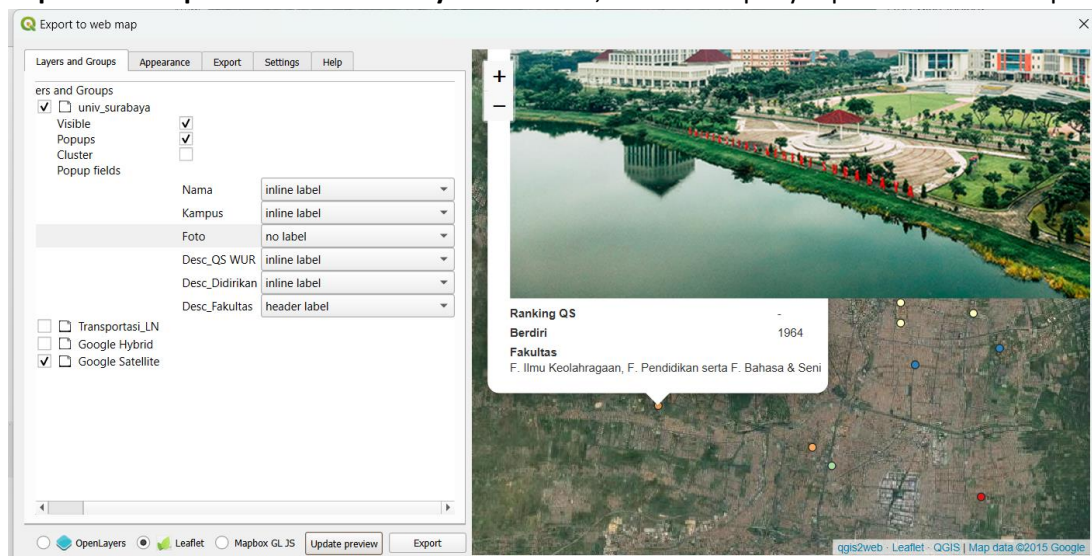 Export to web map
Layers and Groups Appearance Export Settings Help
ers and Groups
univ_surabaya
Visible
Popups
Cluster
Popup fields
Nama inline label
Kampus inline label
Foto no label
Desc_QS WUR inline label
Desc_Didirikan inline label
Desc_Fakultas header label
Transportasi_LN
Google Hybrid
Google Satellite
OpenLayers Leaflet Mapbox GL JS Update preview Export
+
−
Ranking QS -
Berdiri 1964
Fakultas
F. Ilmu Keolahragaan, F. Pendidikan serta F. Bahasa & Seni
qgis2web · Leaflet · QGIS | Map data ©2015 Google